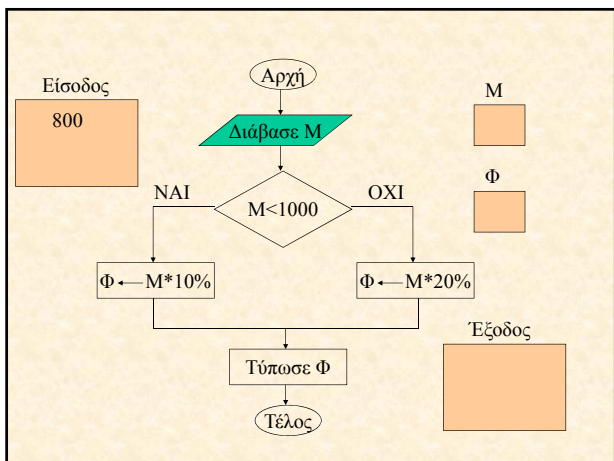 Αρχή
Είσοδος
800
Διάβασε Μ
Μ
Φ
ΝΑΙ
Μ<1000
ΟΧΙ
Φ ← Μ*10%
Φ ← Μ*20%
Τύπωσε Φ
Έξοδος
Τέλος